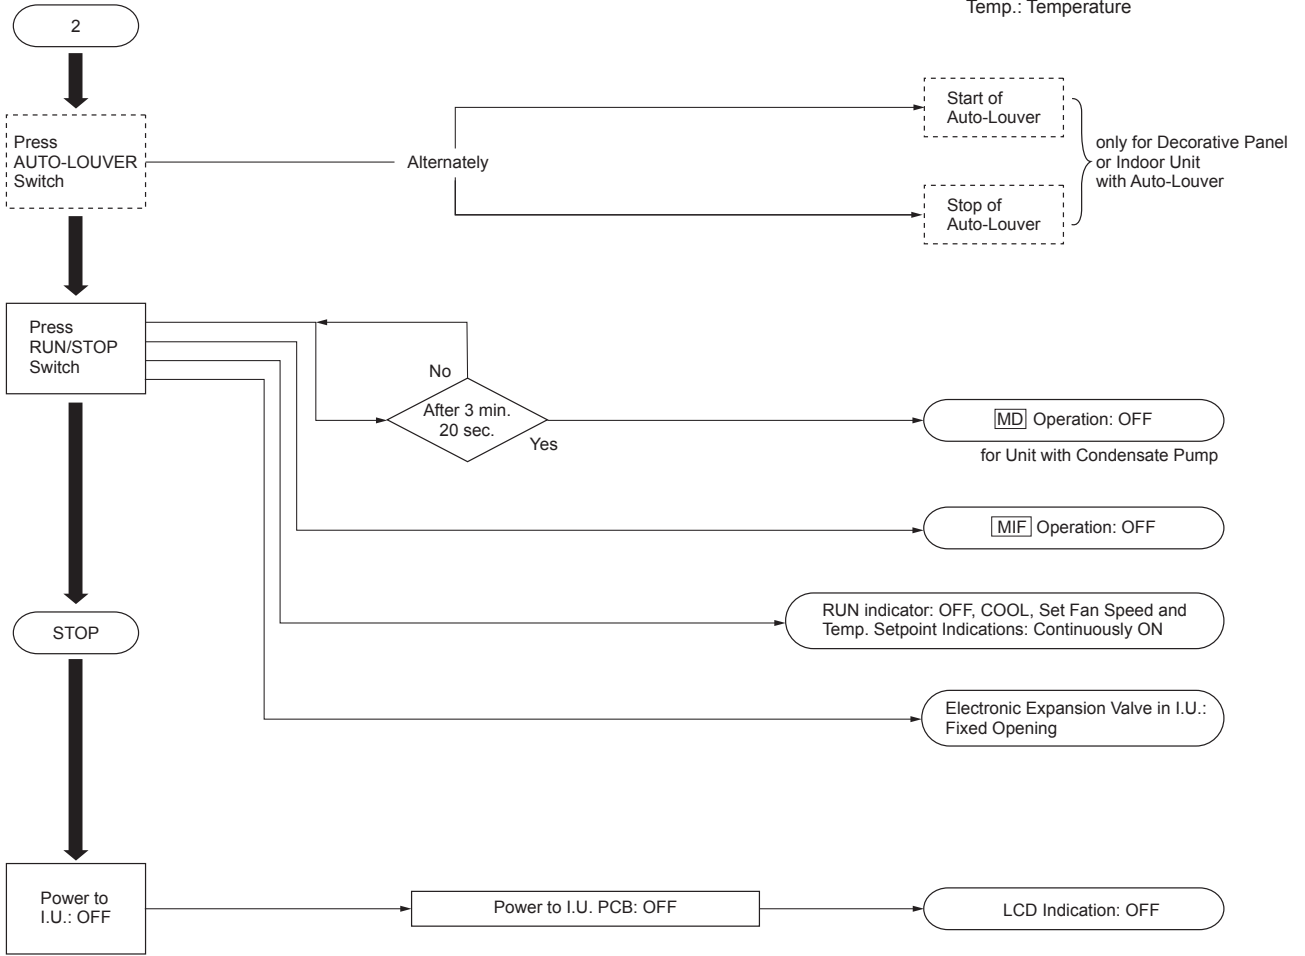 Temp.: Temperature
2
Press
AUTO-LOUVER
Switch
Alternately
Start of
Auto-Louver
Stop of
Auto-Louver
only for Decorative Panel
or Indoor Unit
with Auto-Louver
Press
RUN/STOP
Switch
No
After 3 min.
20 sec.
Yes
MD Operation: OFF
for Unit with Condensate Pump
MIF Operation: OFF
RUN indicator: OFF, COOL, Set Fan Speed and
Temp. Setpoint Indications: Continuously ON
STOP
Electronic Expansion Valve in I.U.:
Fixed Opening
Power to
I.U.: OFF
Power to I.U. PCB: OFF
LCD Indication: OFF